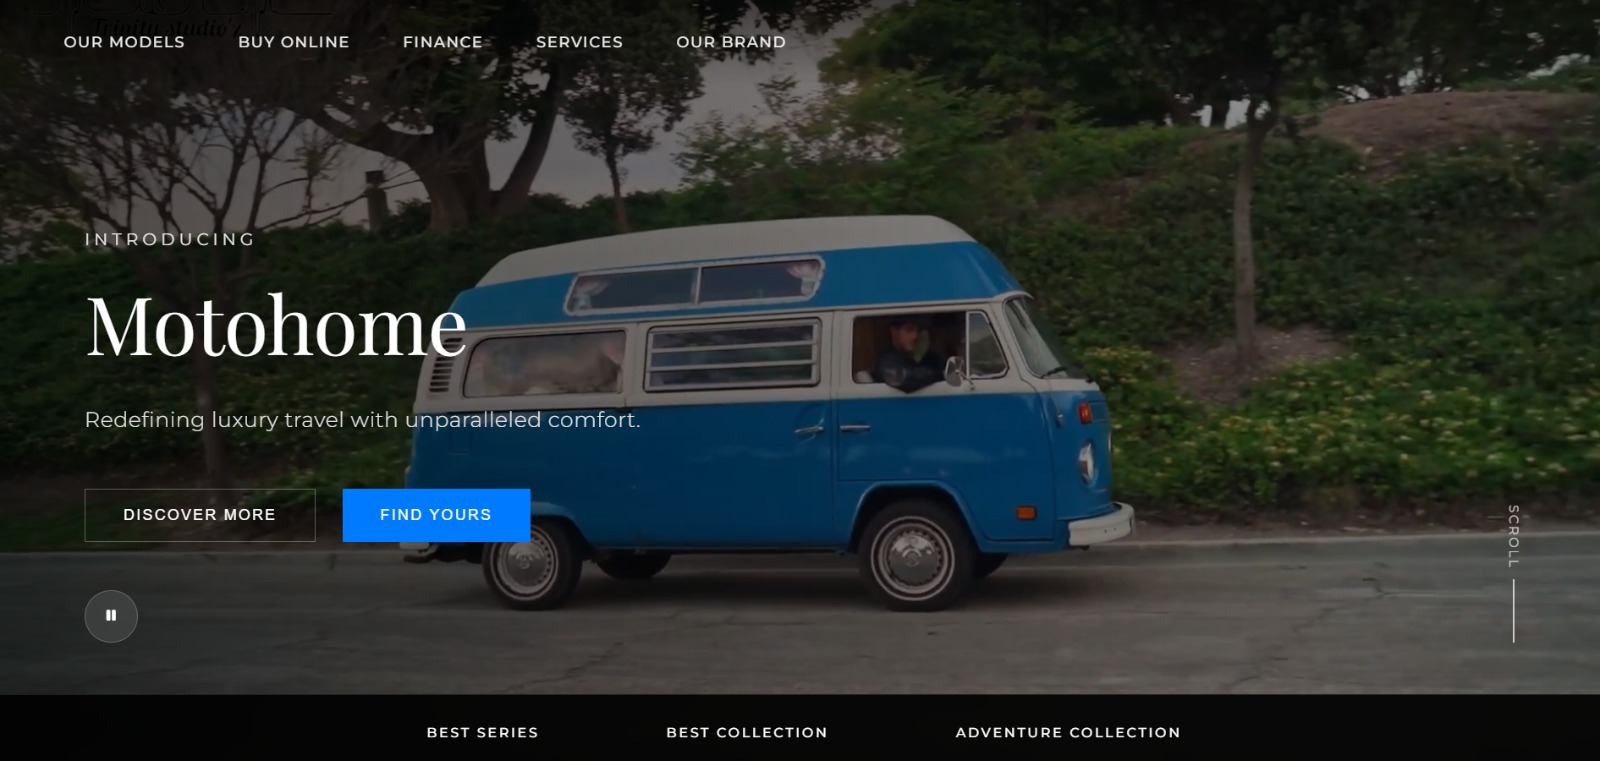 Trinity studio'z
OUR MODELS BUY ONLINE FINANCE SERVICES OUR BRAND
INTRODUCING
Motohome
Redefining luxury travel with unparalleled comfort.
DISCOVER MORE FIND YOURS
SCROLL
BEST SERIES BEST COLLECTION ADVENTURE COLLECTION